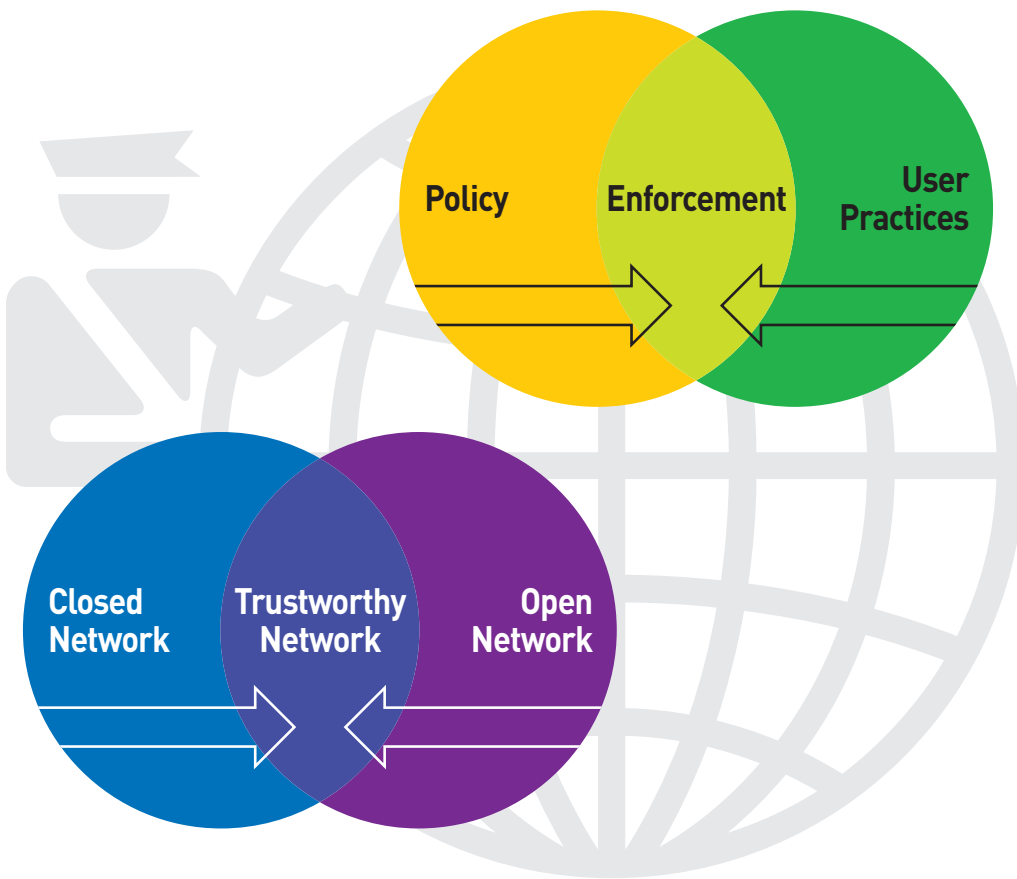 Policy
Enforcement
User
Practices
Closed
Network
Trustworthy
Network
Open
Network